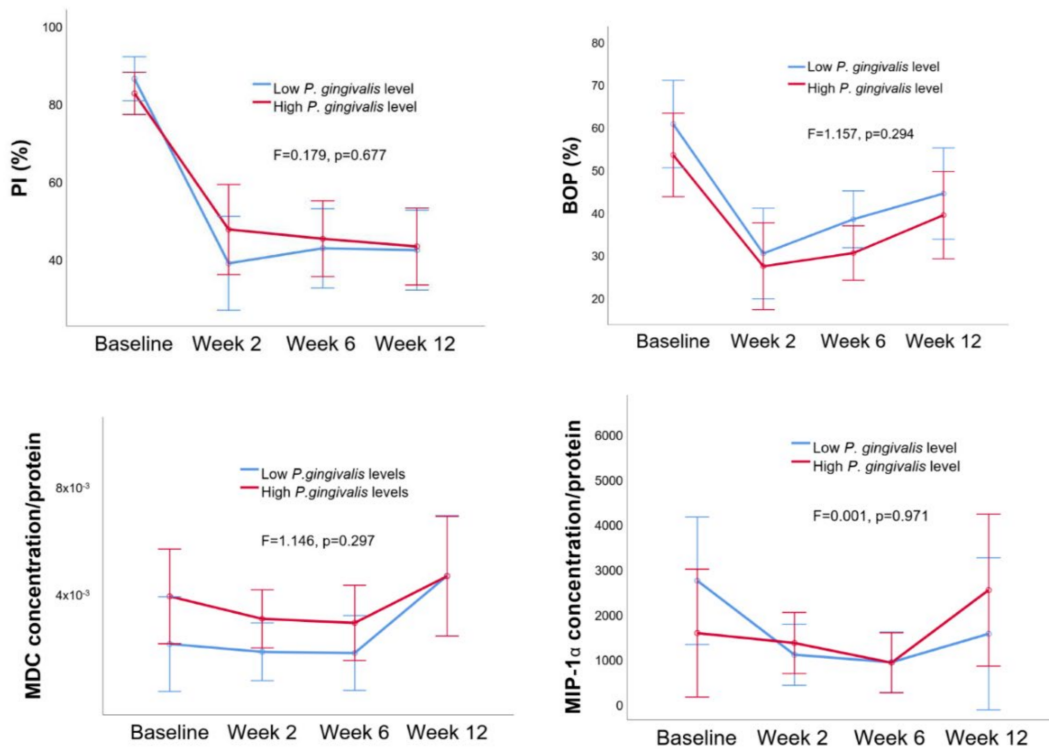 100
80
60
40
PI (%)
Low P. gingivalis level
High P. gingivalis level
F=0.179, p=0.677
Baseline Week 2 Week 6 Week 12
80
70
60
50
40
30
20
BOP (%)
Low P. gingivalis level
High P. gingivalis level
F=1.157, p=0.294
Baseline Week 2 Week 6 Week 12
8x10⁻³
4x10⁻³
MDC concentration/protein
Low P.gingivalis levels
High P.gingivalis levels
F=1.146, p=0.297
Baseline Week 2 Week 6 Week 12
6000
5000
4000
3000
2000
1000
0
MIP-1α concentration/protein
Low P. gingivalis level
High P. gingivalis level
F=0.001, p=0.971
Baseline Week 2 Week 6 Week 12